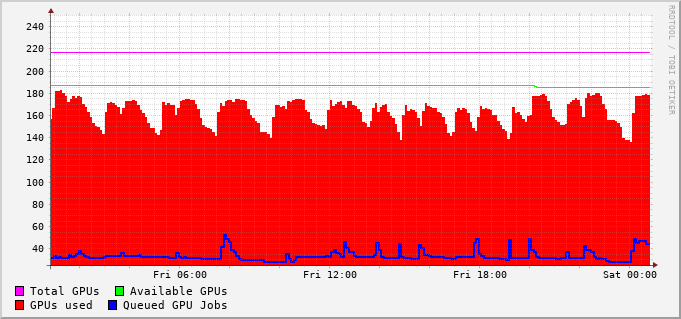 240
220
200
180
160
140
120
100
80
60
40
Fri 06:00 Fri 12:00 Fri 18:00 Sat 00:00
Total GPUs Available GPUs
GPUs used Queued GPU Jobs
RRDTOOL / TOBI OETIKER